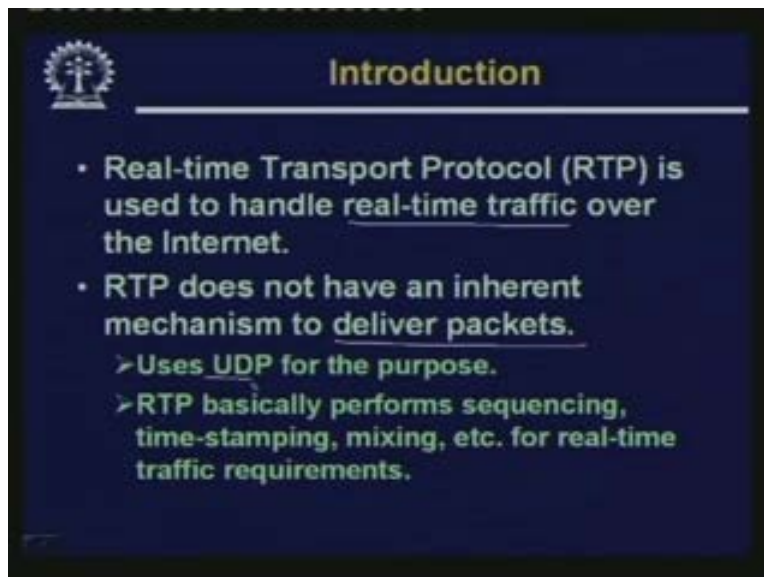 Introduction
• Real-time Transport Protocol (RTP) is
used to handle real-time traffic over
the Internet.
• RTP does not have an inherent
mechanism to deliver packets.
➢Uses UDP for the purpose.
➢RTP basically performs sequencing,
time-stamping, mixing, etc. for real-time
traffic requirements.